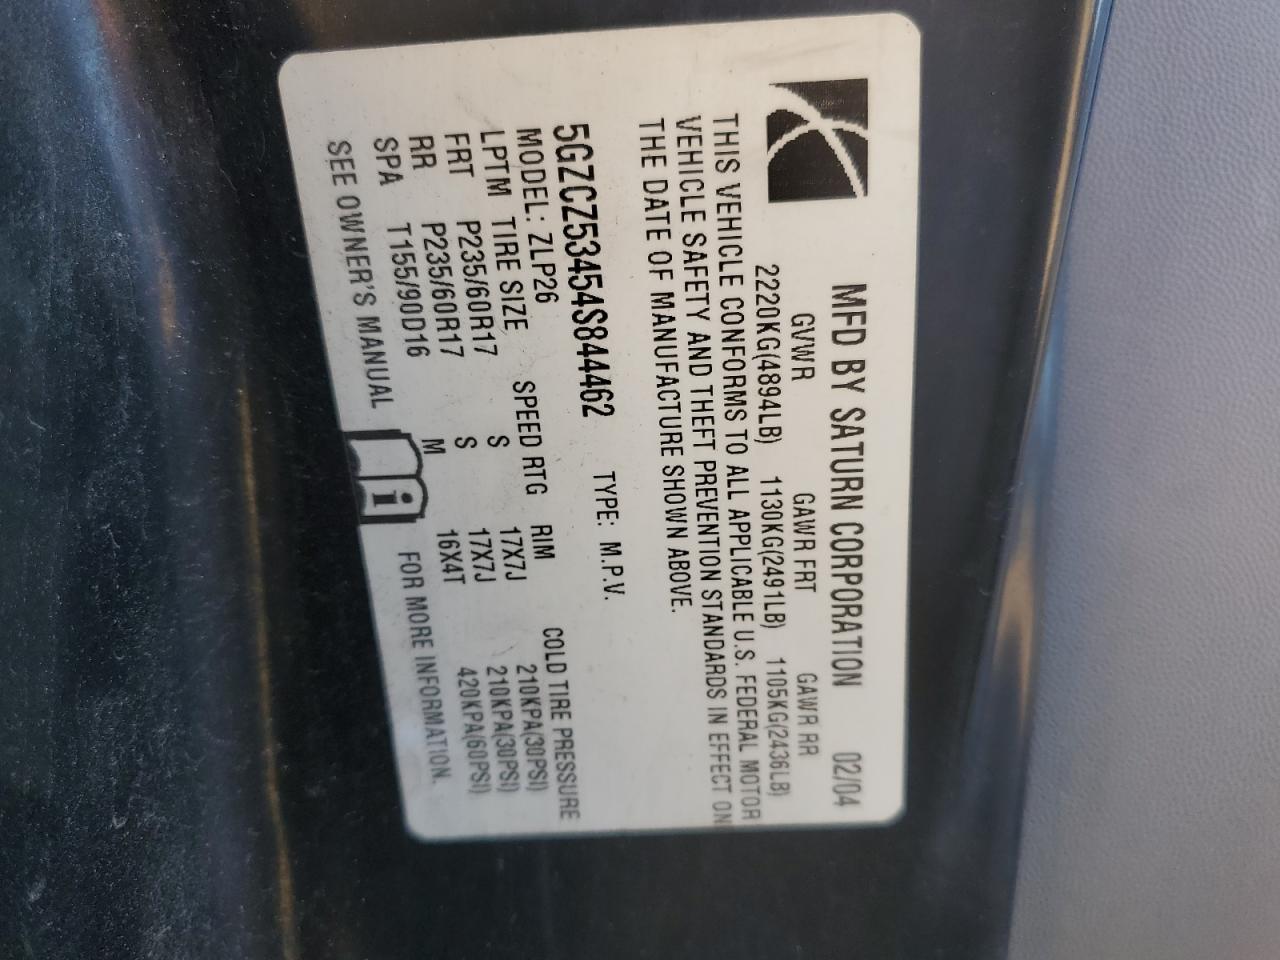 MFD BY SATURN CORPORATION 02/04
GVWR GAWR FRT GAWR RR
2220KG(4894LB) 1130KG(2491LB) 1105KG(2436LB)
THIS VEHICLE CONFORMS TO ALL APPLICABLE U.S. FEDERAL MOTOR
VEHICLE SAFETY AND THEFT PREVENTION STANDARDS IN EFFECT ON
THE DATE OF MANUFACTURE SHOWN ABOVE.
5GZCZ53454S844462 TYPE: M.P.V.
MODEL: ZLP26
LPTM TIRE SIZE SPEED RTG RIM COLD TIRE PRESSURE
FRT P235/60R17 S 17X7J 210KPA(30PSI)
RR P235/60R17 S 17X7J 210KPA(30PSI)
SPA T155/90D16 M 16X4T 420KPA(60PSI)
SEE OWNER'S MANUAL i FOR MORE INFORMATION.